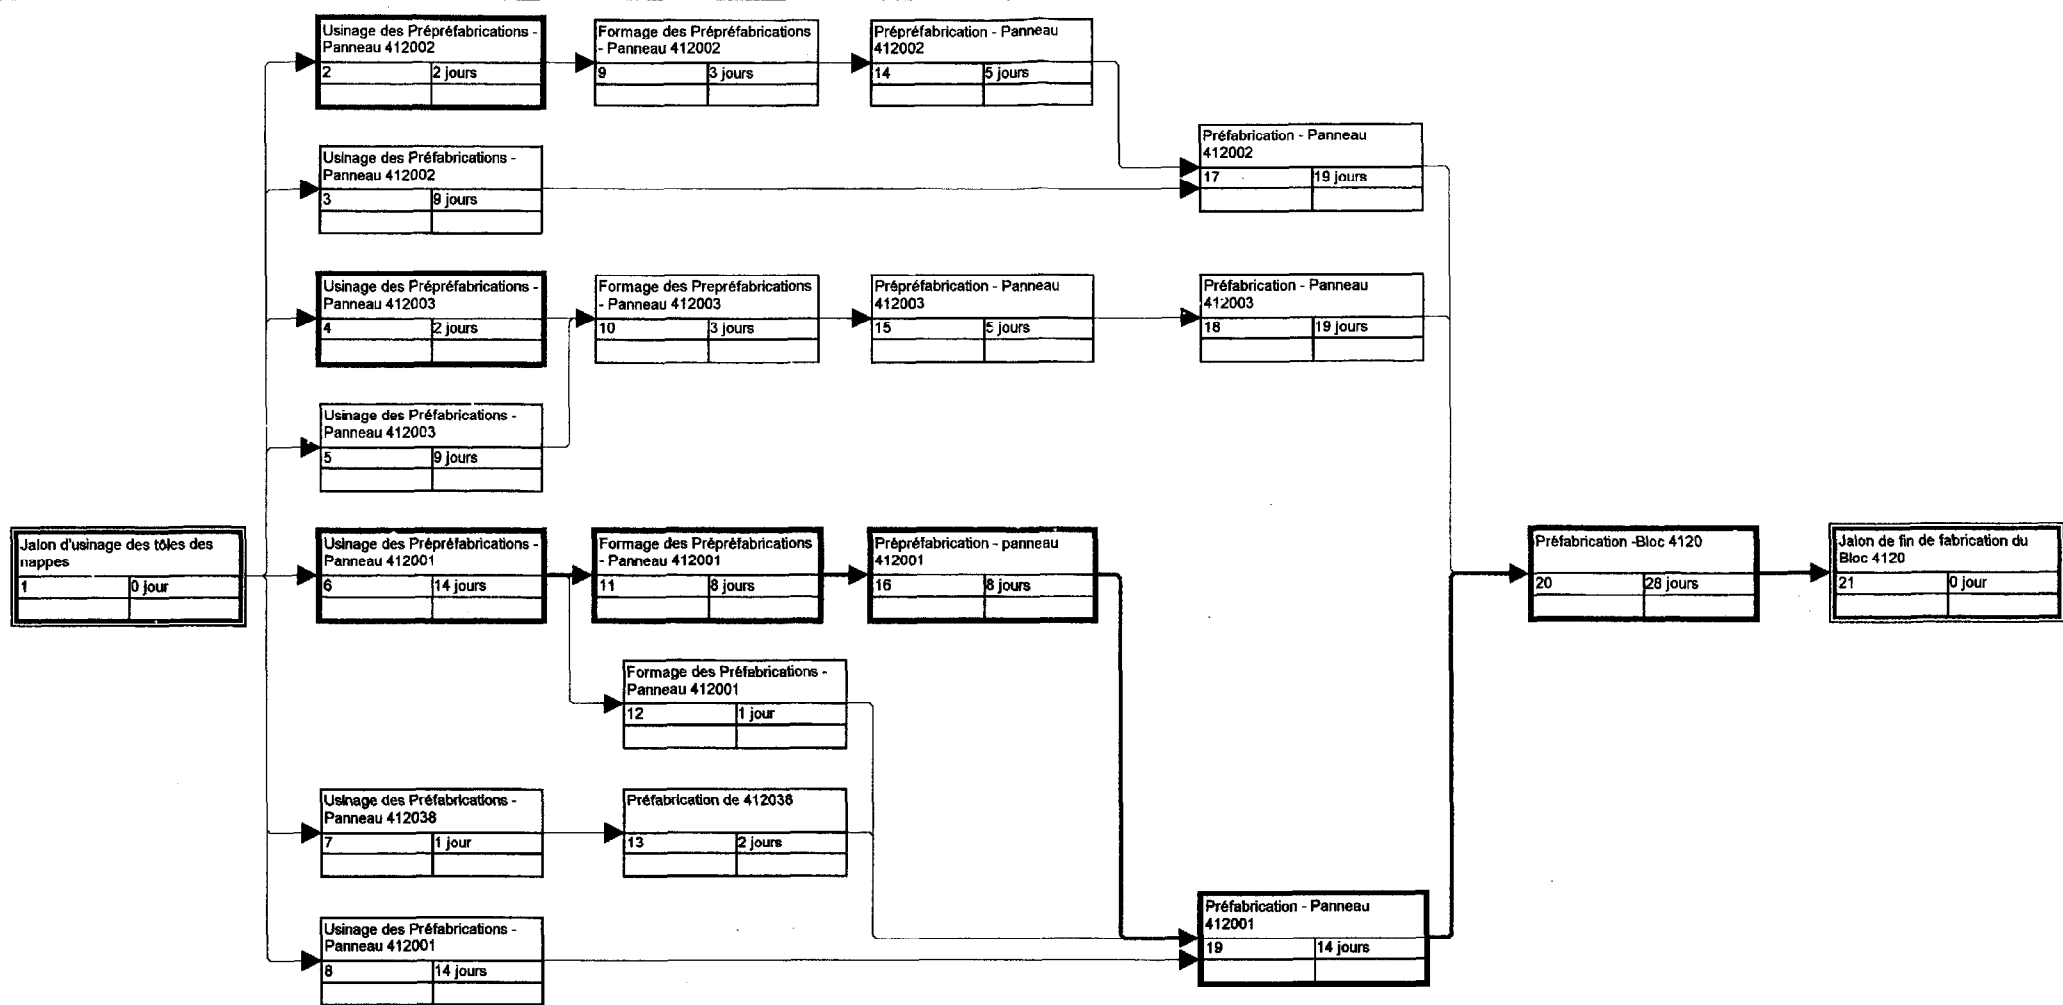 Usinage des Prépréfabrications -
Panneau 412002
2 2 jours
Formage des Prépréfabrications
- Panneau 412002
9 3 jours
Prépréfabrication - Panneau
412002
14 5 jours
Préfabrication - Panneau
412002
17 19 jours
Usinage des Préfabrications -
Panneau 412002
3 9 jours
Usinage des Prépréfabrications -
Panneau 412003
4 2 jours
Formage des Prepréfabrications
- Panneau 412003
10 3 jours
Prépréfabrication - Panneau
412003
15 5 jours
Préfabrication - Panneau
412003
18 19 jours
Usinage des Préfabrications -
Panneau 412003
5 9 jours
Jalon d'usinage des tôles des
nappes
1 0 jour
Usinage des Prépréfabrications -
Panneau 412001
6 14 jours
Formage des Prépréfabrications
- Panneau 412001
11 8 jours
Prépréfabrication - panneau
412001
16 8 jours
Préfabrication -Bloc 4120
20 28 jours
Jalon de fin de fabrication du
Bloc 4120
21 0 jour
Formage des Préfabrications -
Panneau 412001
12 1 jour
Usinage des Préfabrications -
Panneau 412038
7 1 jour
Préfabrication de 412038
13 2 jours
Préfabrication - Panneau
412001
19 14 jours
Usinage des Préfabrications -
Panneau 412001
8 14 jours